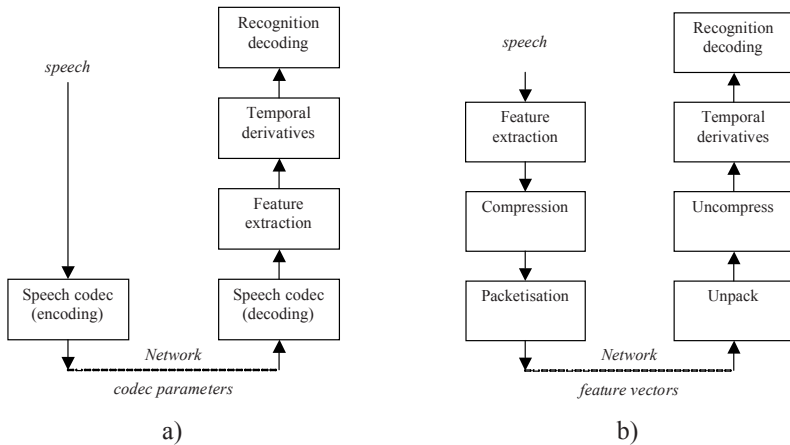 speech
Recognition
decoding
Temporal
derivatives
Feature
extraction
Speech codec
(encoding)
Speech codec
(decoding)
Network
codec parameters
a)
speech
Feature
extraction
Compression
Packetisation
Recognition
decoding
Temporal
derivatives
Uncompress
Unpack
Network
feature vectors
b)